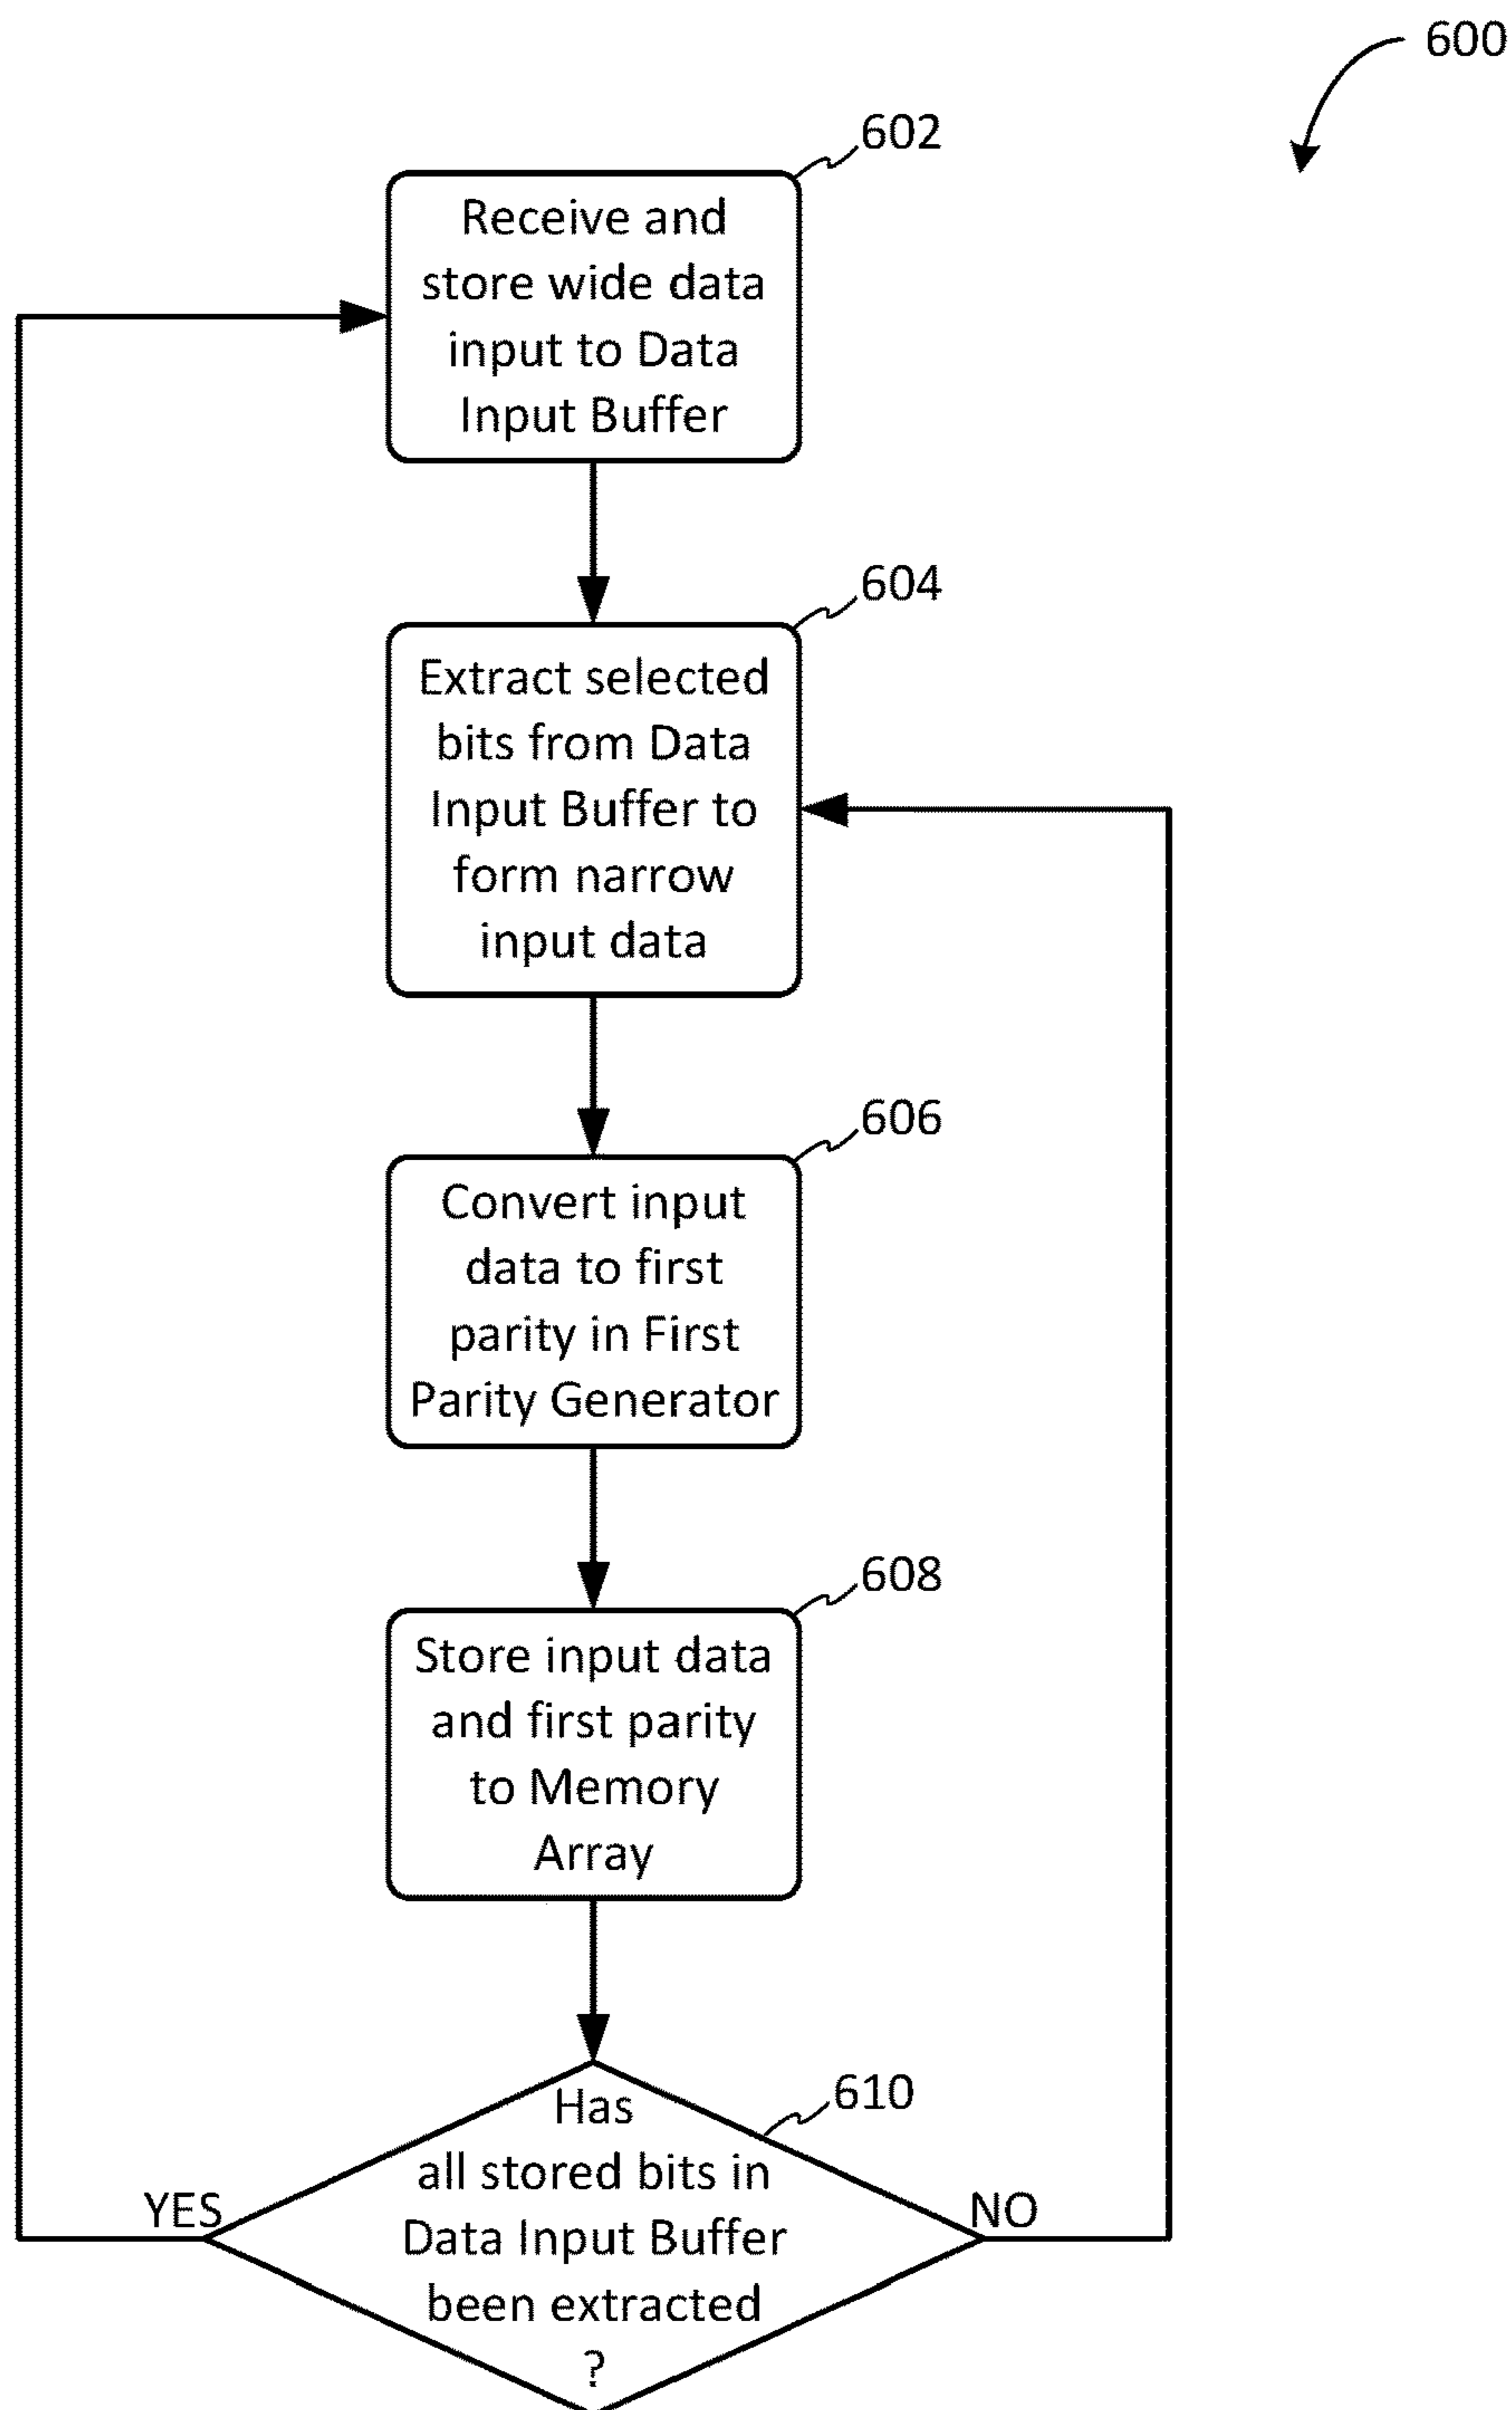 600
602
Receive and
store wide data
input to Data
Input Buffer
604
Extract selected
bits from Data
Input Buffer to
form narrow
input data
606
Convert input
data to first
parity in First
Parity Generator
608
Store input data
and first parity
to Memory
Array
610
Has
all stored bits in
Data Input Buffer
been extracted
?
YES
NO